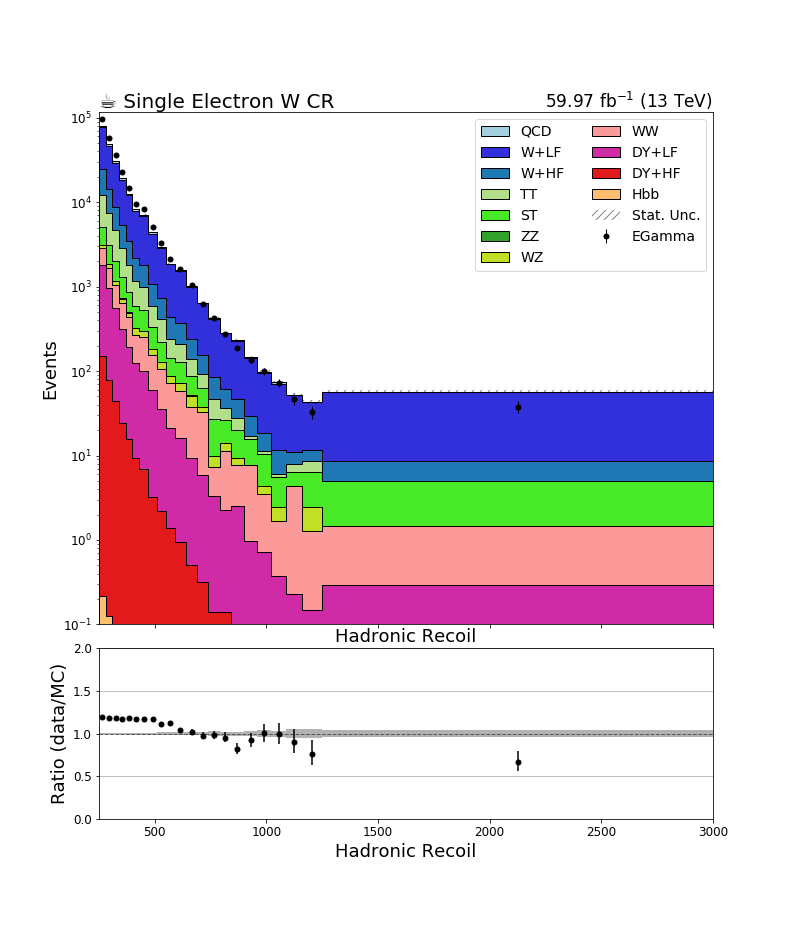 ☕ Single Electron W CR
59.97 fb⁻¹ (13 TeV)
10⁵
10⁴
10³
10²
10¹
10⁰
10⁻¹
Events
QCD
W+LF
W+HF
TT
ST
ZZ
WZ
WW
DY+LF
DY+HF
Hbb
Stat. Unc.
EGamma
Hadronic Recoil
2.0
1.5
1.0
0.5
0.0
Ratio (data/MC)
500 1000 1500 2000 2500 3000
Hadronic Recoil